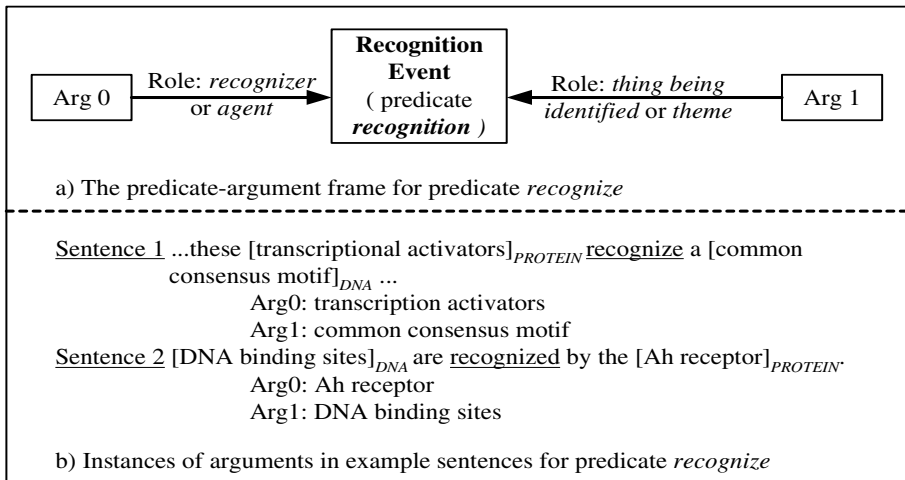 Arg 0
Role: recognizer
or agent
Recognition
Event
( predicate
recognition )
Role: thing being
identified or theme
Arg 1
a) The predicate-argument frame for predicate recognize
Sentence 1 ...these [transcriptional activators]PROTEIN recognize a [common
consensus motif]DNA ...
Arg0: transcription activators
Arg1: common consensus motif
Sentence 2 [DNA binding sites]DNA are recognized by the [Ah receptor]PROTEIN.
Arg0: Ah receptor
Arg1: DNA binding sites
b) Instances of arguments in example sentences for predicate recognize